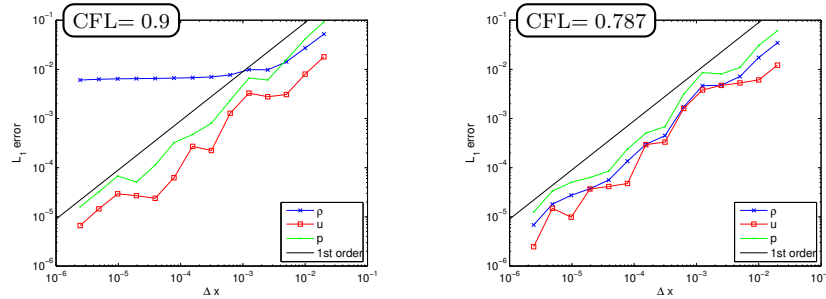 CFL= 0.9
10^-1
10^-2
10^-3
10^-4
10^-5
10^-6
L_1 error
10^-6
10^-5
10^-4
10^-3
10^-2
10^-1
Δ x
ρ
u
p
1st order
CFL= 0.787
10^-1
10^-2
10^-3
10^-4
10^-5
10^-6
L_1 error
10^-6
10^-5
10^-4
10^-3
10^-2
10^-1
Δ x
ρ
u
p
1st order